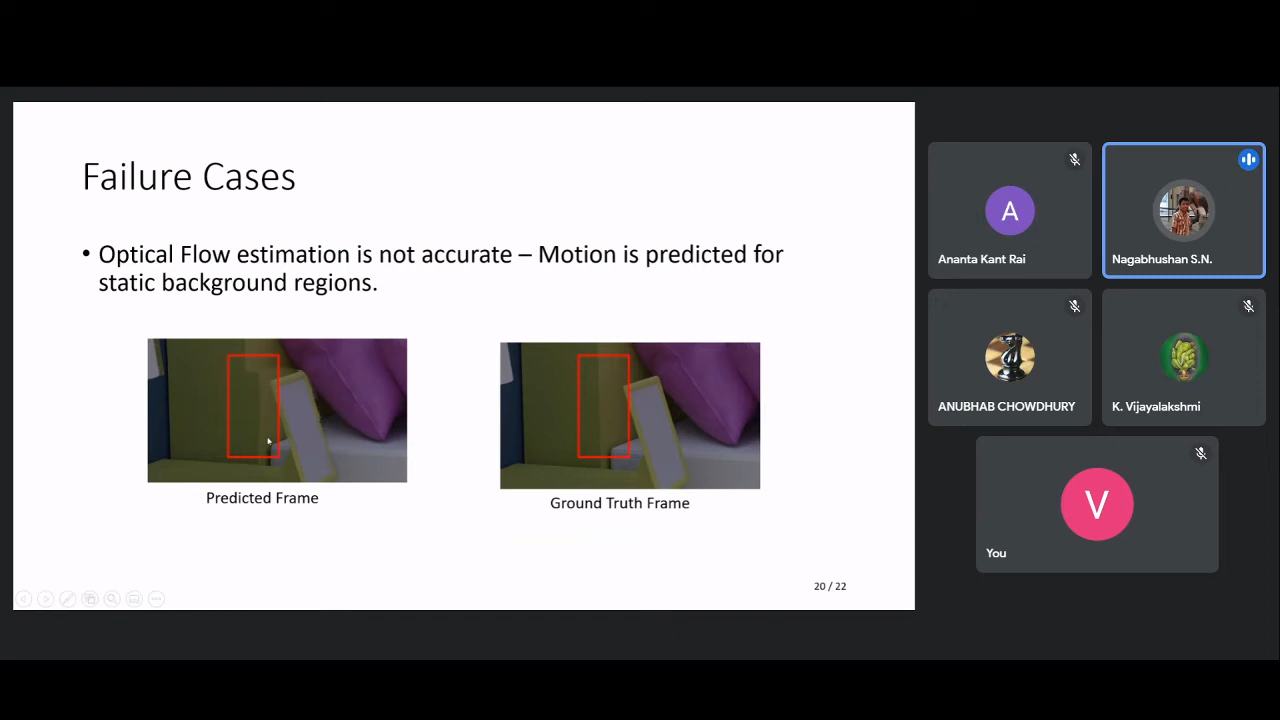 Failure Cases
• Optical Flow estimation is not accurate – Motion is predicted for
static background regions.
Predicted Frame
Ground Truth Frame
20 / 22
A
Ananta Kant Rai
Nagabhushan S.N.
ANUBHAB CHOWDHURY
K. Vijayalakshmi
V
You